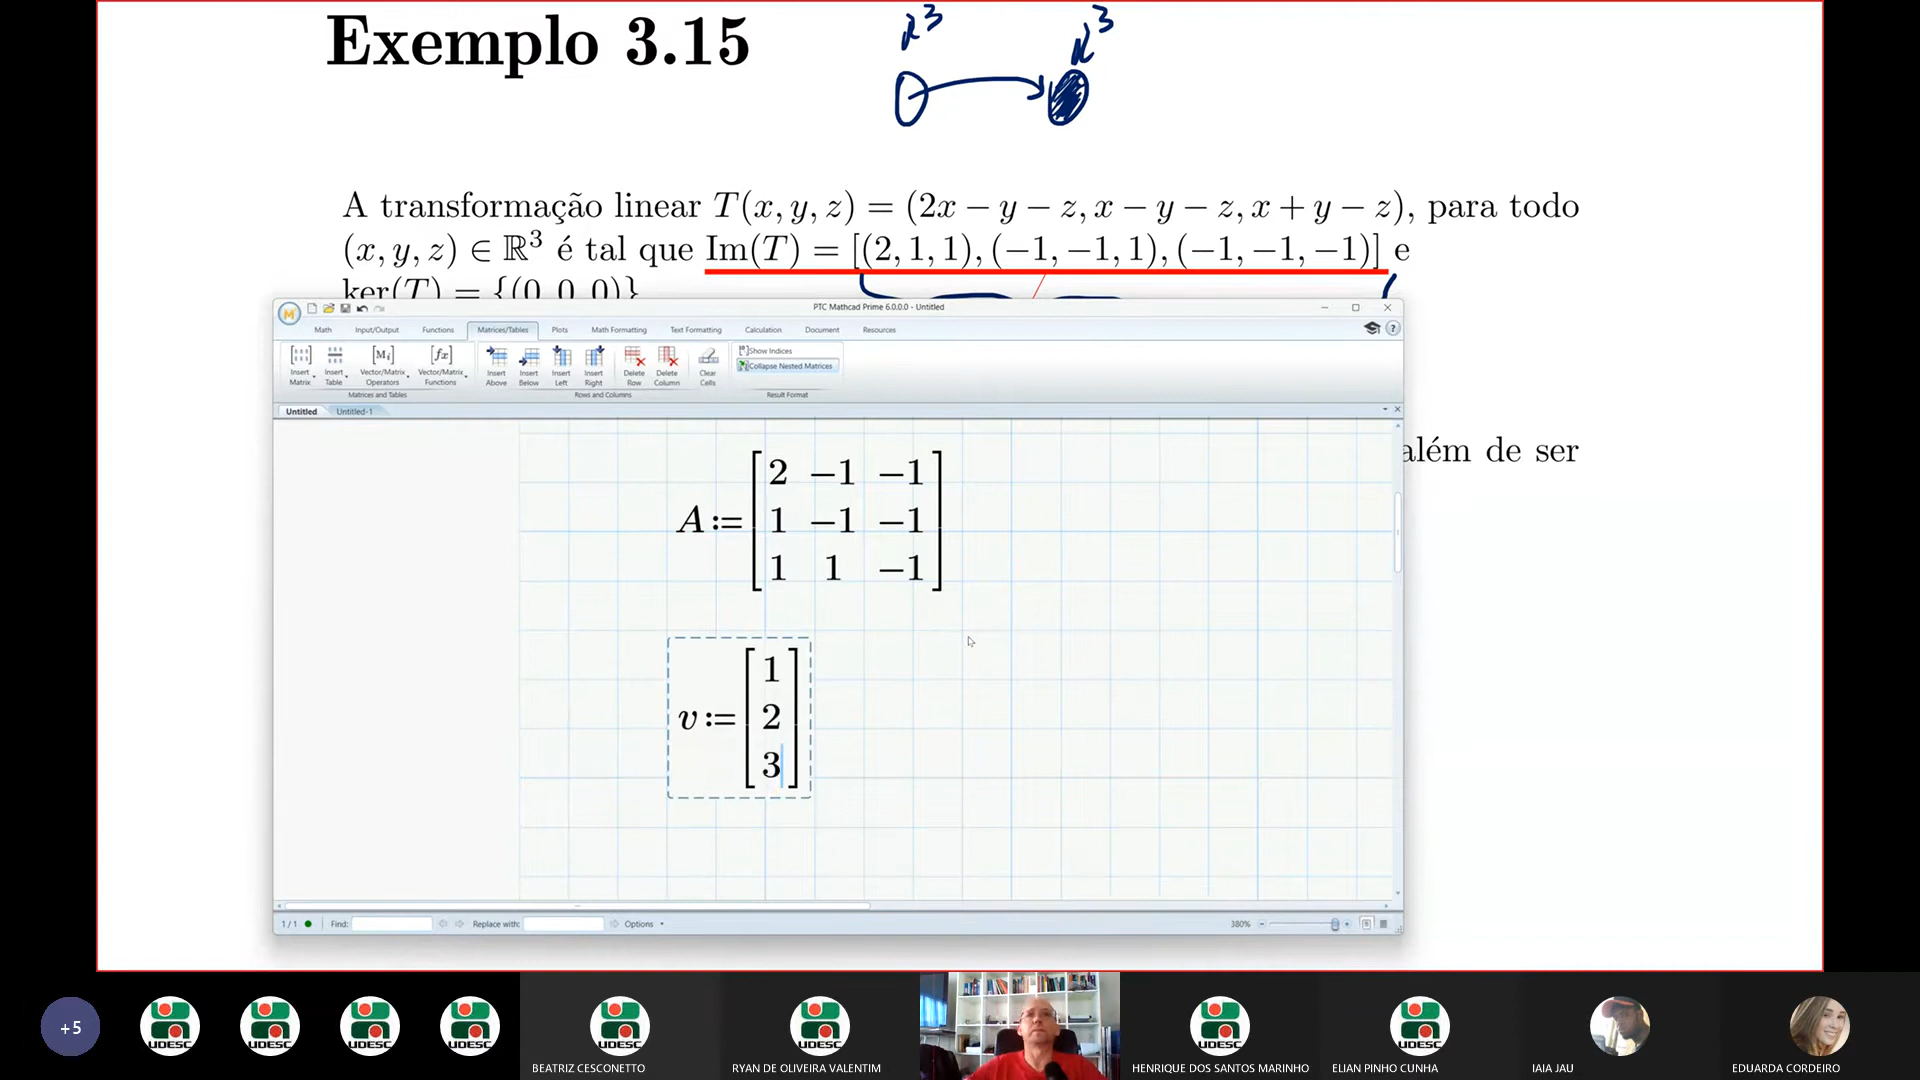 Exemplo 3.15
R³
R³
A transformação linear T(x, y, z) = (2x − y − z, x − y − z, x + y − z), para todo
(x, y, z) ∈ ℝ³ é tal que Im(T) = [(2, 1, 1), (−1, −1, 1), (−1, −1, −1)] e
ker(T) = {(0, 0, 0)}
além de ser
PTC Mathcad Prime 6.0.0.0 - Untitled
Math Input/Output Functions Matrices/Tables Plots Math Formatting Text Formatting Calculation Document Resources
Insert Matrix
Insert Table
[Mᵢ] Vector/Matrix Operators
[fx] Vector/Matrix Functions
Insert Above
Insert Below
Insert Left
Insert Right
Delete Row
Delete Column
Clear Cells
Show Indices
Collapse Nested Matrices
Matrices and Tables Rows and Columns Result Format
Untitled Untitled-1
2 −1 −1
A := 1 −1 −1
1 1 −1
1
v := 2
3
1 / 1 Find: Replace with: Options 380%
+5
UDESC UDESC UDESC UDESC UDESC UDESC UDESC UDESC
BEATRIZ CESCONETTO RYAN DE OLIVEIRA VALENTIM HENRIQUE DOS SANTOS MARINHO ELIAN PINHO CUNHA IAIA JAU EDUARDA CORDEIRO